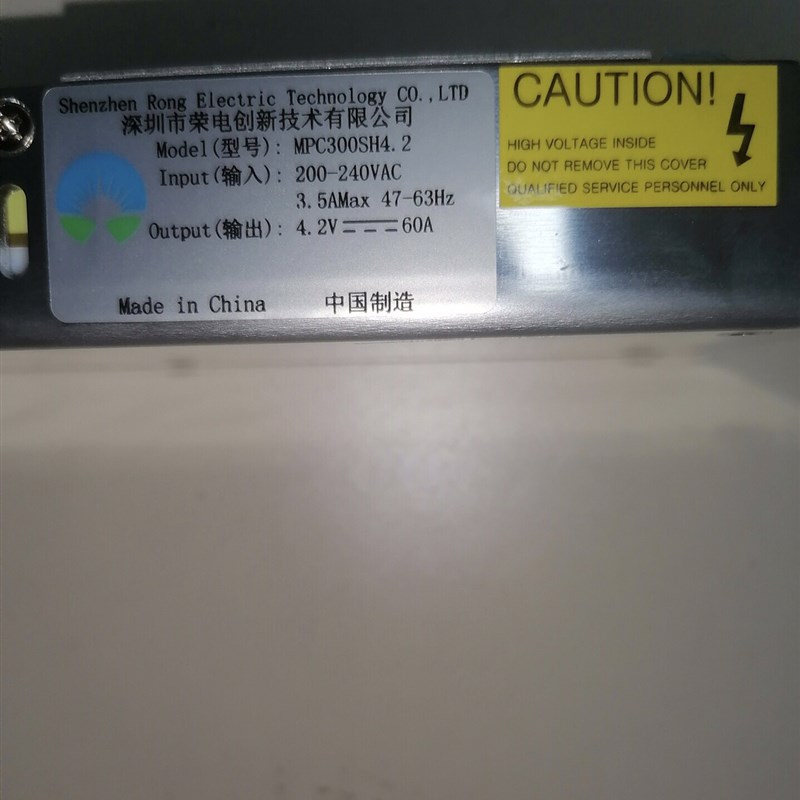 Shenzhen Rong Electric Technology CO.,LTD
深圳市荣电创新技术有限公司
Model(型号): MPC300SH4.2
Input(输入): 200-240VAC
3.5AMax 47-63Hz
Output(输出): 4.2V⎓60A
Made in China 中国制造
CAUTION!
HIGH VOLTAGE INSIDE
DO NOT REMOVE THIS COVER
QUALIFIED SERVICE PERSONNEL ONLY